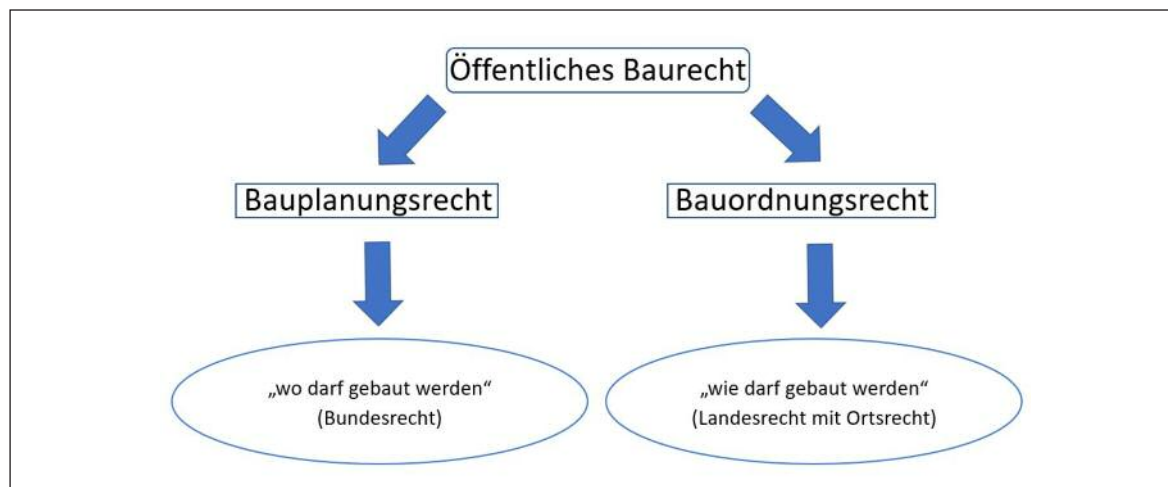 Öffentliches Baurecht
Bauplanungsrecht
Bauordnungsrecht
„wo darf gebaut werden“
(Bundesrecht)
„wie darf gebaut werden“
(Landesrecht mit Ortsrecht)